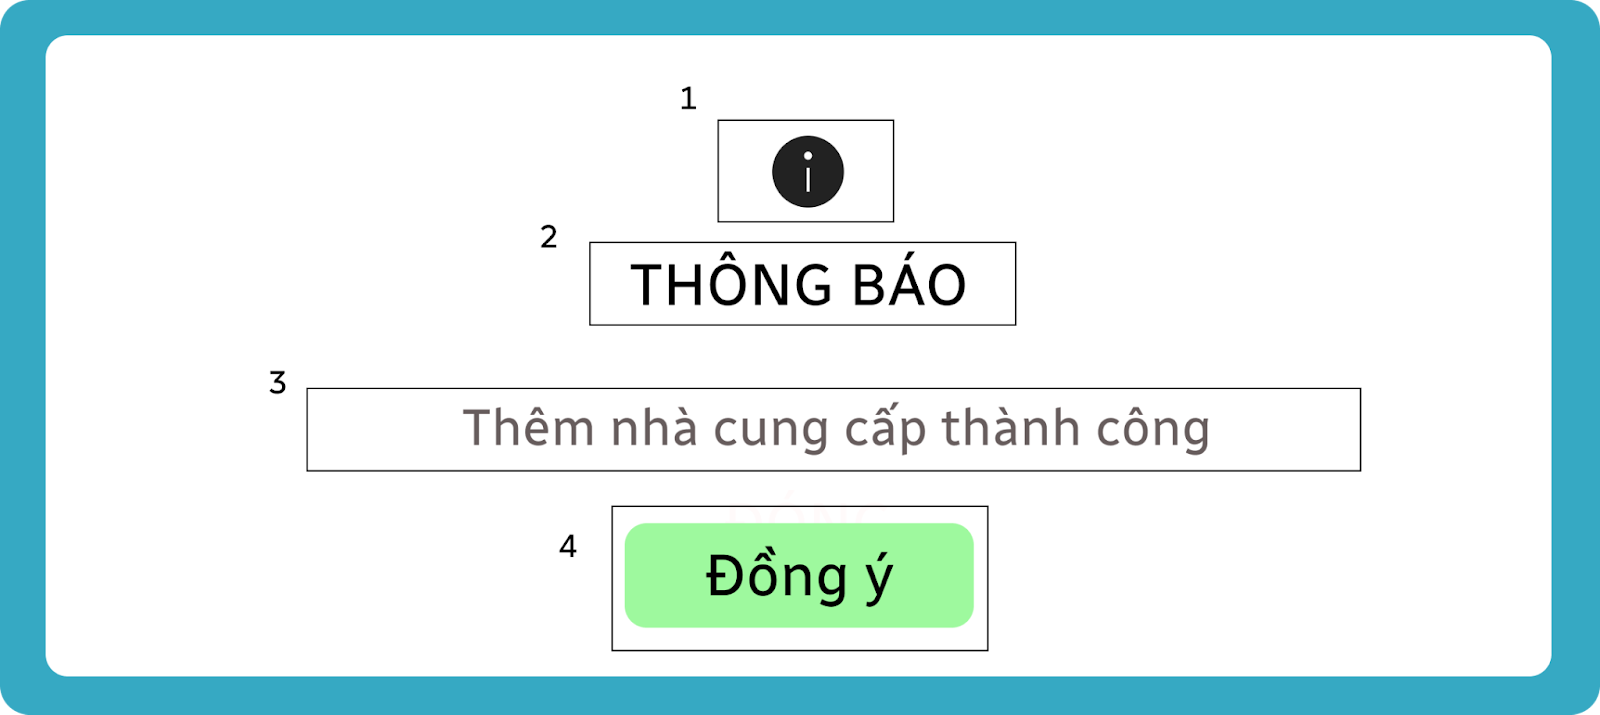 1
i
2
THÔNG BÁO
3
Thêm nhà cung cấp thành công
4
Đồng ý